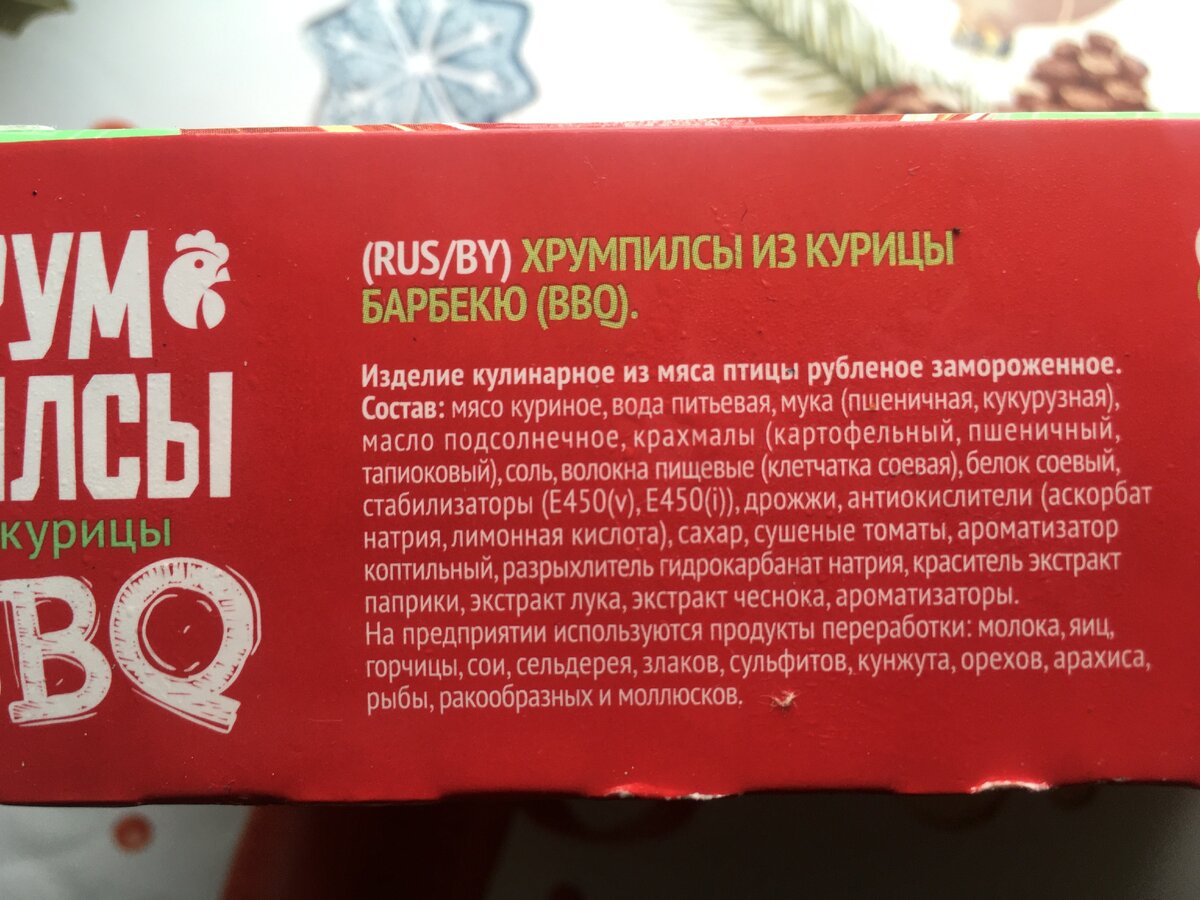 РУМ
ИЛСЫ
курицы
BBQ
(RUS/BY) ХРУМПИЛСЫ ИЗ КУРИЦЫ
БАРБЕКЮ (BBQ).
Изделие кулинарное из мяса птицы рубленое замороженное.
Состав: мясо куриное, вода питьевая, мука (пшеничная, кукурузная),
масло подсолнечное, крахмалы (картофельный, пшеничный,
тапиоковый), соль, волокна пищевые (клетчатка соевая), белок соевый,
стабилизаторы (Е450(v), Е450(i)), дрожжи, антиокислители (аскорбат
натрия, лимонная кислота), сахар, сушеные томаты, ароматизатор
коптильный, разрыхлитель гидрокарбанат натрия, краситель экстракт
паприки, экстракт лука, экстракт чеснока, ароматизаторы.
На предприятии используются продукты переработки: молока, яиц,
горчицы, сои, сельдерея, злаков, сульфитов, кунжута, орехов, арахиса,
рыбы, ракообразных и моллюсков.